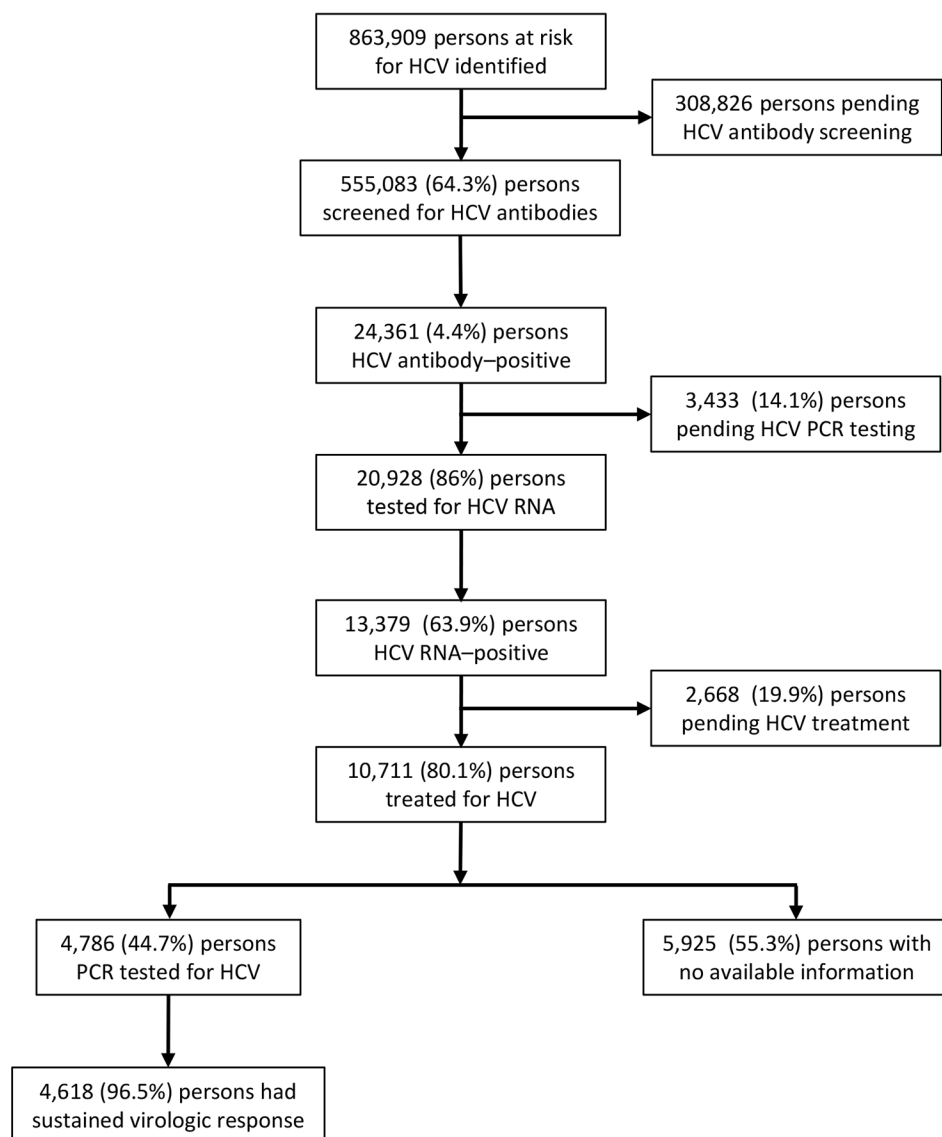 863,909 persons at risk
for HCV identified
308,826 persons pending
HCV antibody screening
555,083 (64.3%) persons
screened for HCV antibodies
24,361 (4.4%) persons
HCV antibody–positive
3,433 (14.1%) persons
pending HCV PCR testing
20,928 (86%) persons
tested for HCV RNA
13,379 (63.9%) persons
HCV RNA–positive
2,668 (19.9%) persons
pending HCV treatment
10,711 (80.1%) persons
treated for HCV
4,786 (44.7%) persons
PCR tested for HCV
5,925 (55.3%) persons with
no available information
4,618 (96.5%) persons had
sustained virologic response